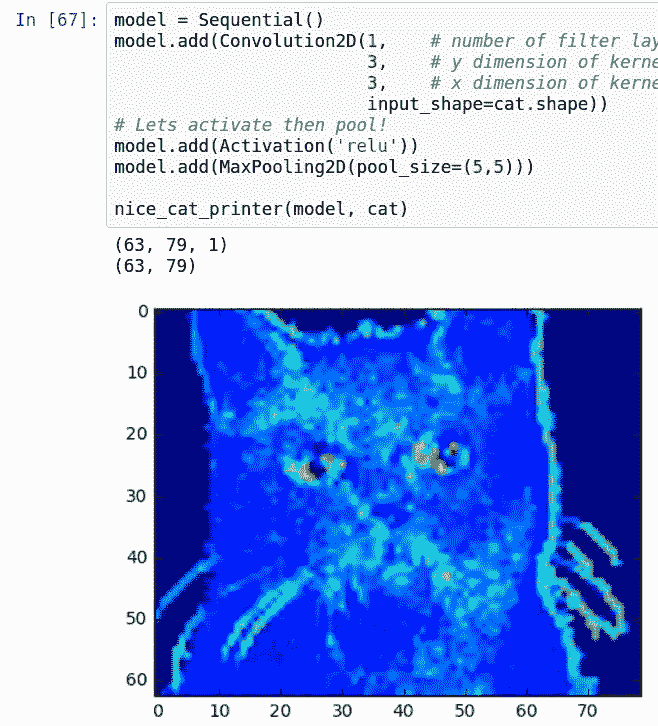 In [67]:
model = Sequential()
model.add(Convolution2D(1, # number of filter
3, # y dimension of
3, # x dimension of
input_shape=cat.shape))
# Lets activate then pool!
model.add(Activation('relu'))
model.add(MaxPooling2D(pool_size=(5,5)))
nice_cat_printer(model, cat)
(63, 79, 1)
(63, 79)
0
10
20
30
40
50
60
0 10 20 30 40 50 60 70